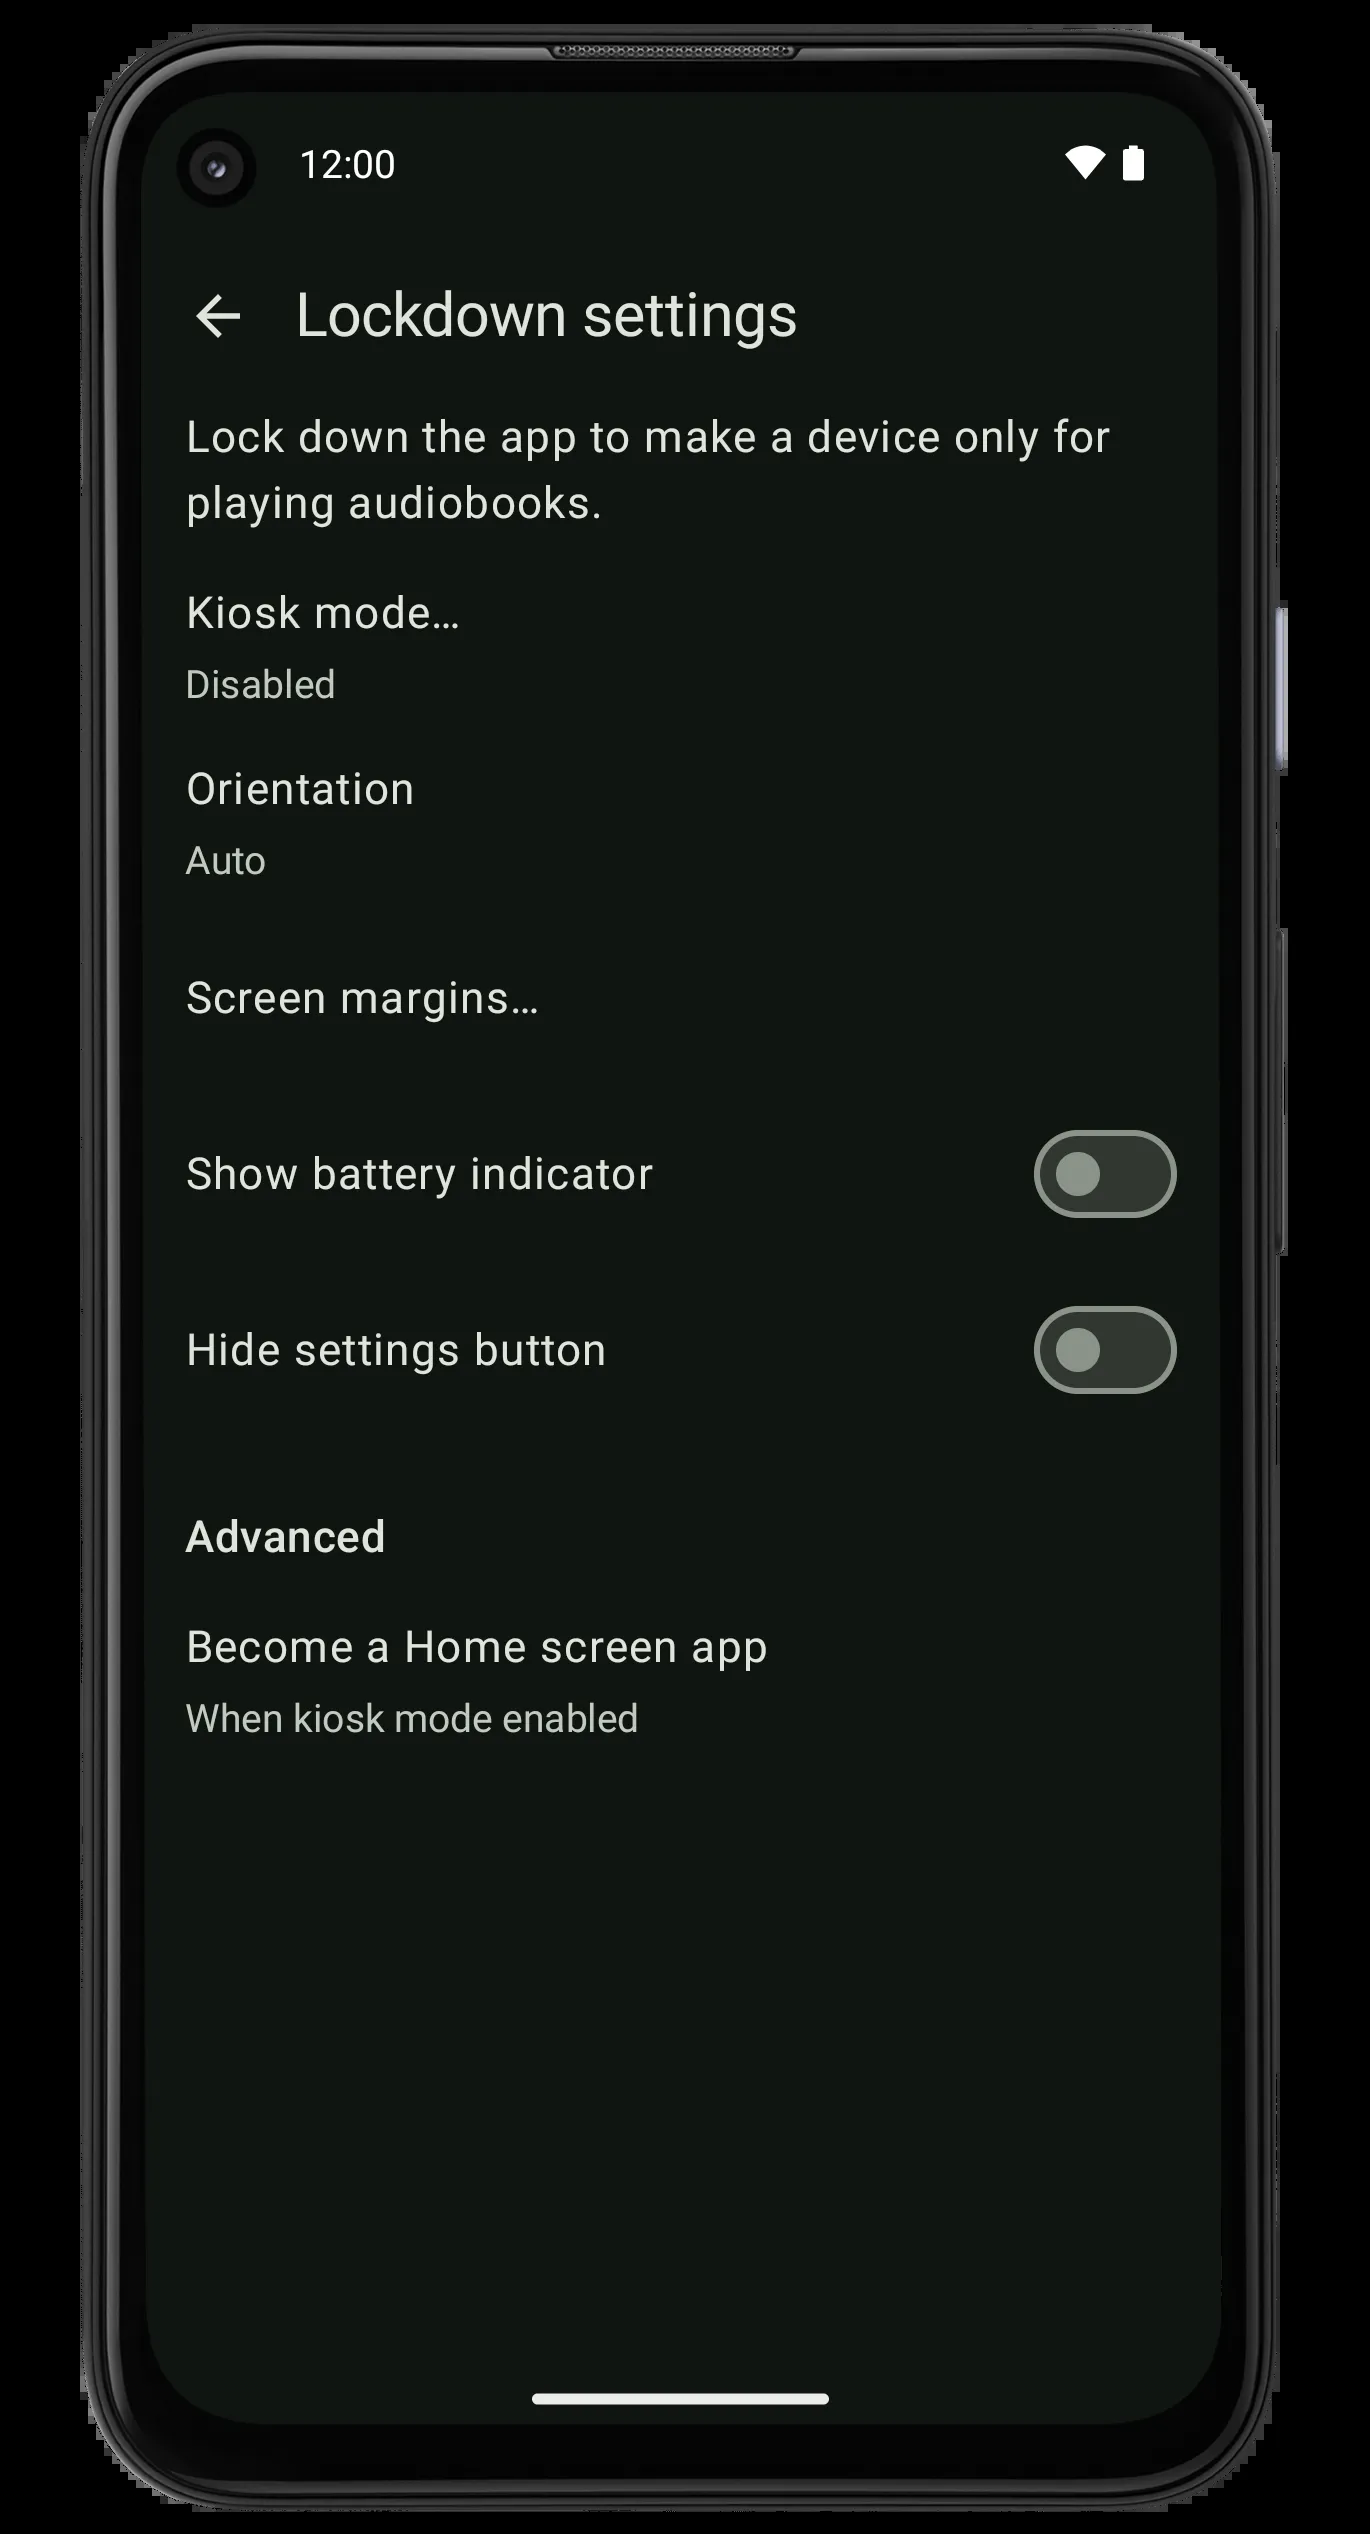 12:00
Lockdown settings
Lock down the app to make a device only for
playing audiobooks.
Kiosk mode…
Disabled
Orientation
Auto
Screen margins…
Show battery indicator
Hide settings button
Advanced
Become a Home screen app
When kiosk mode enabled